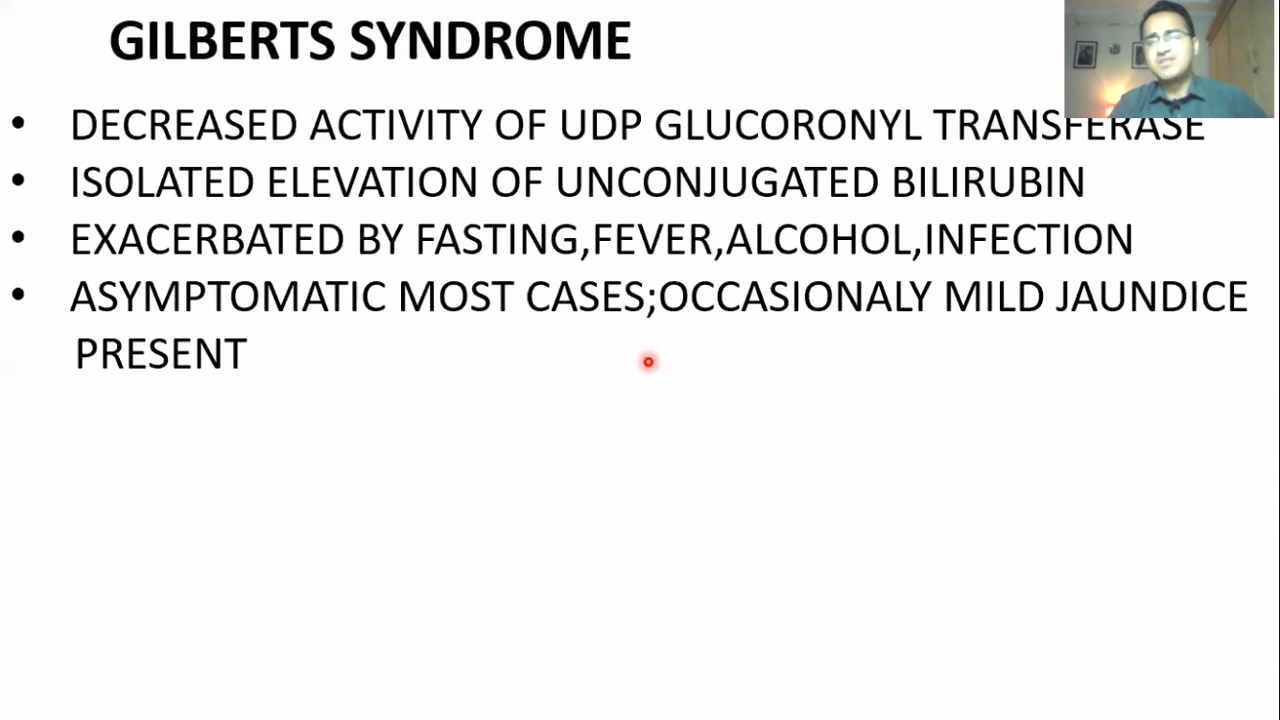 GILBERTS SYNDROME
• DECREASED ACTIVITY OF UDP GLUCORONYL TRANSFERASE
• ISOLATED ELEVATION OF UNCONJUGATED BILIRUBIN
• EXACERBATED BY FASTING,FEVER,ALCOHOL,INFECTION
• ASYMPTOMATIC MOST CASES;OCCASIONALY MILD JAUNDICE
PRESENT